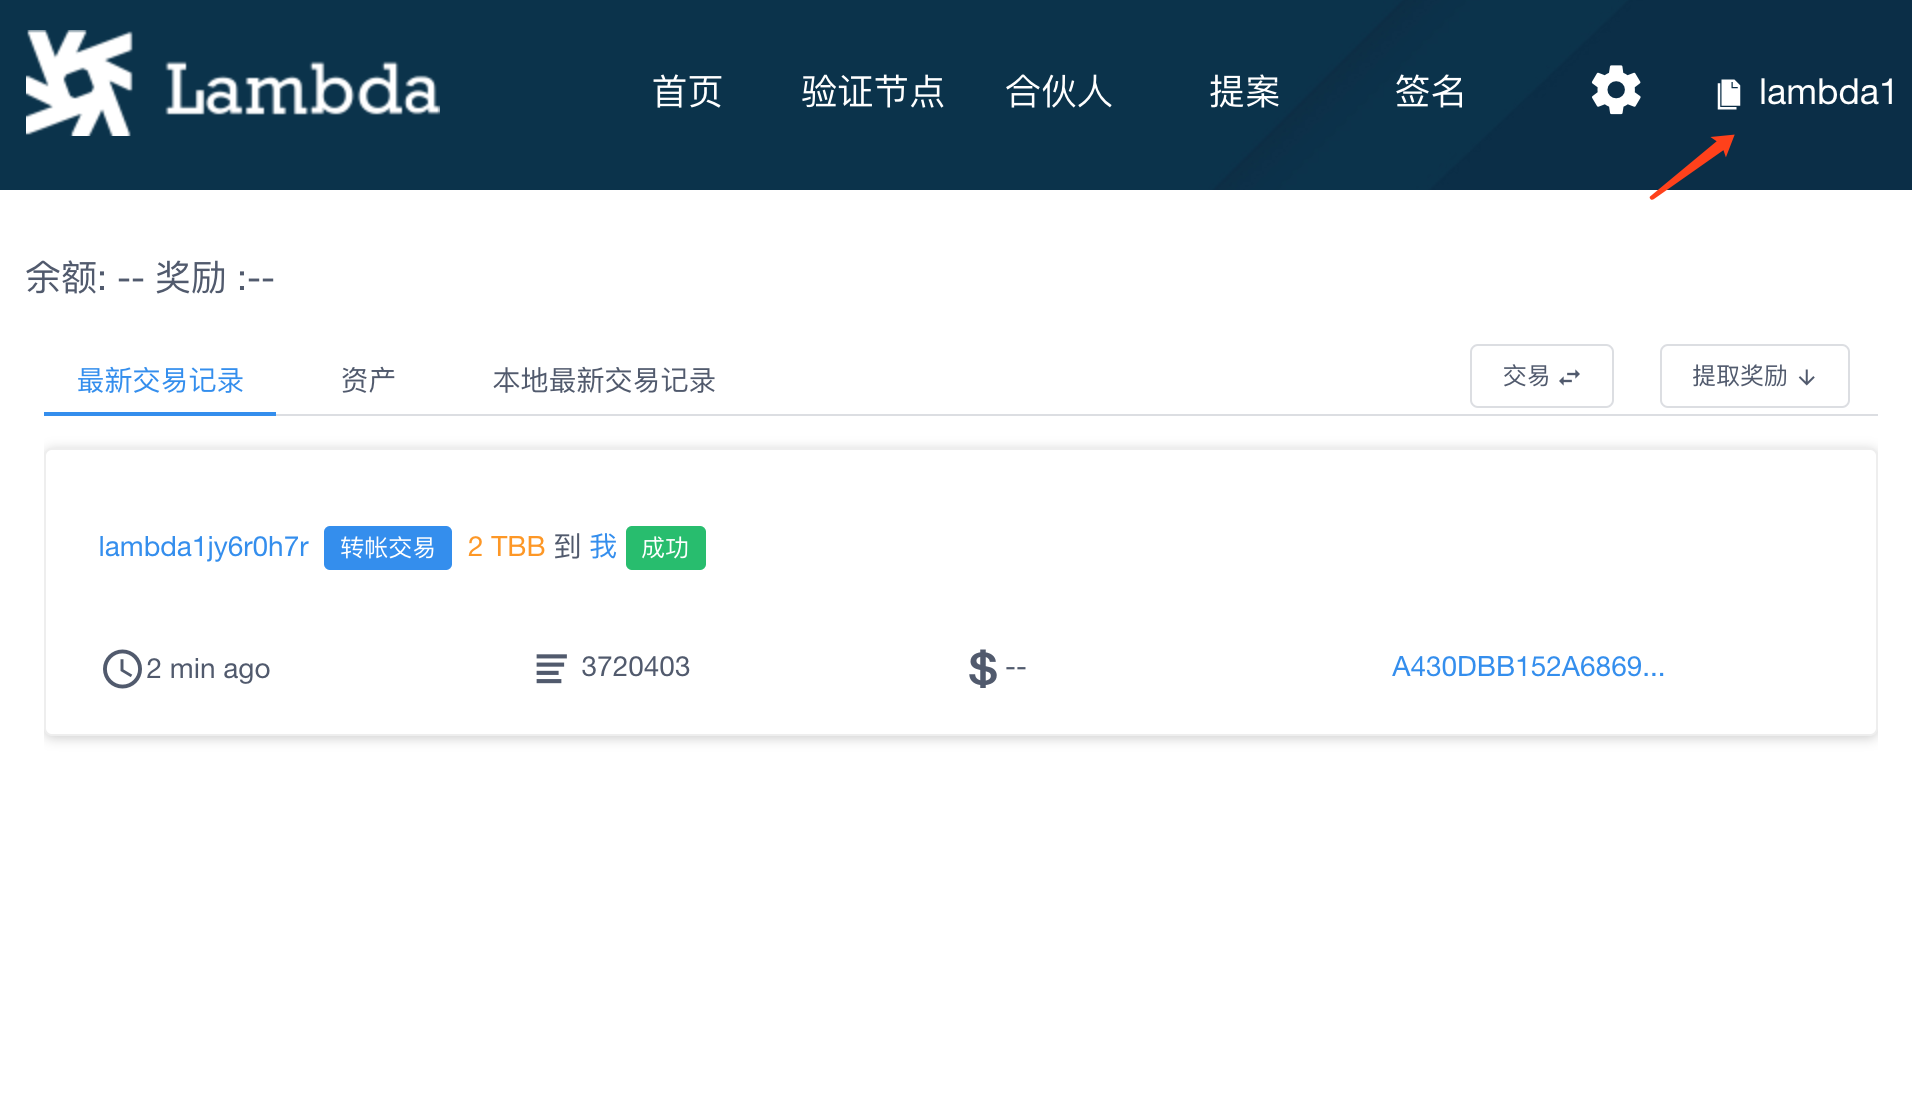 Lambda 首页 验证节点 合伙人 提案 签名 lambda1
余额: -- 奖励 :--
最新交易记录 资产 本地最新交易记录 交易 提取奖励
lambda1jy6r0h7r 转帐交易 2 TBB 到 我 成功
2 min ago 3720403 $ -- A430DBB152A6869...